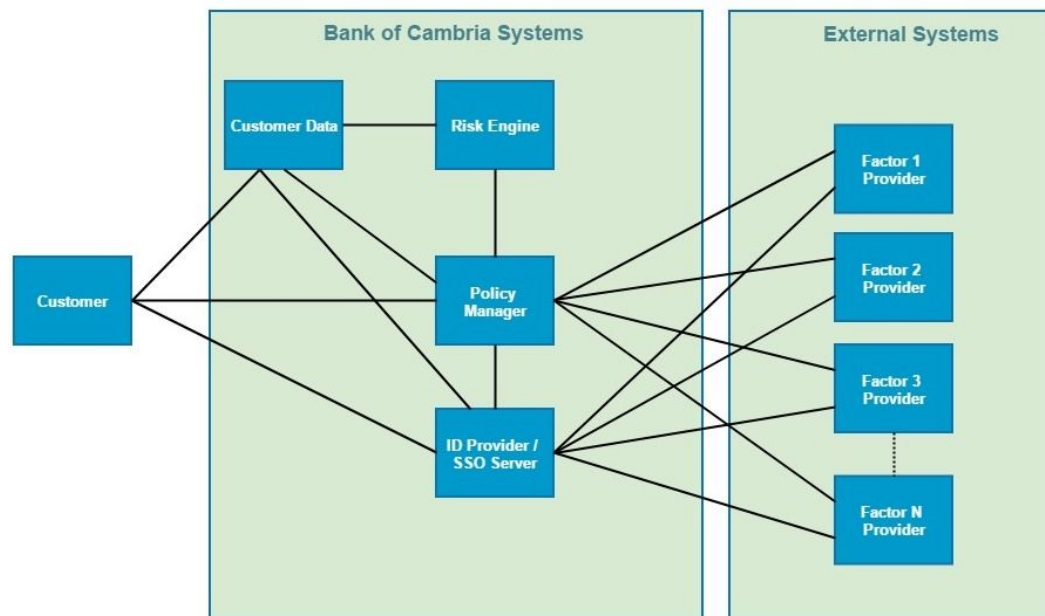 Bank of Cambria Systems
External Systems
Customer Data
Risk Engine
Factor 1
Provider
Factor 2
Provider
Customer
Policy
Manager
Factor 3
Provider
ID Provider /
SSO Server
Factor N
Provider